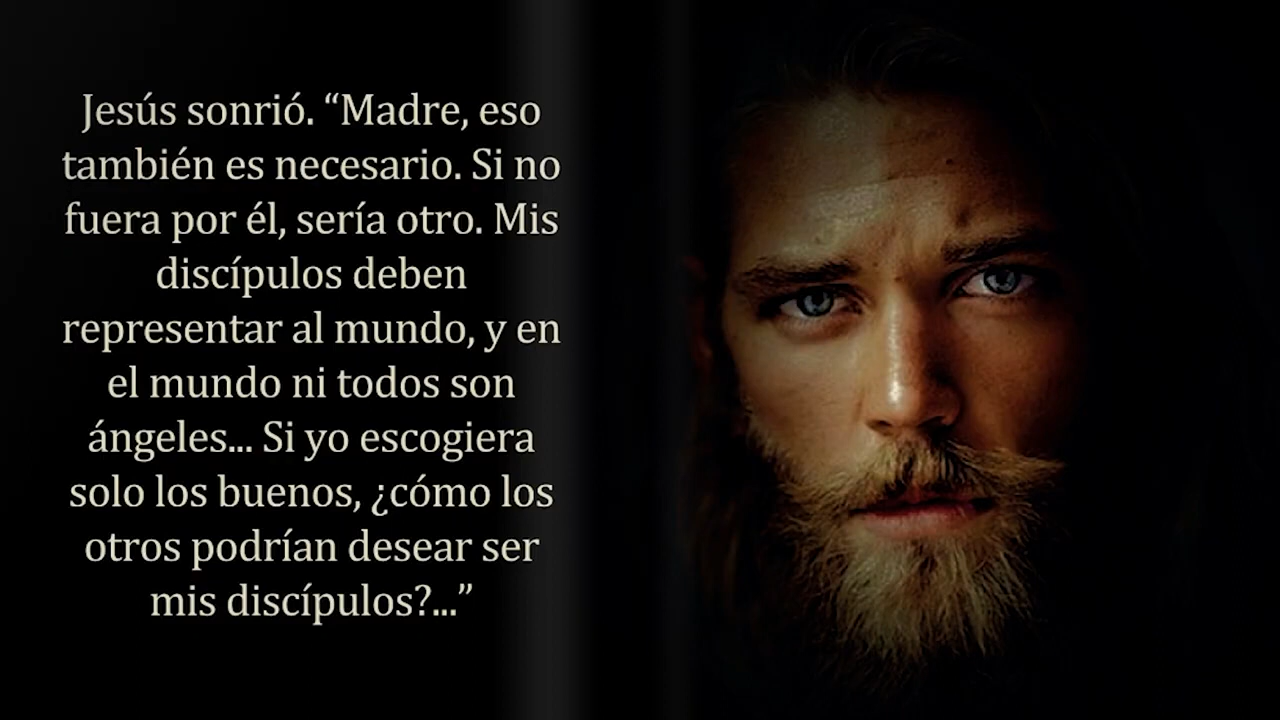 Jesús sonrió. “Madre, eso
también es necesario. Si no
fuera por él, sería otro. Mis
discípulos deben
representar al mundo, y en
el mundo ni todos son
ángeles... Si yo escogiera
solo los buenos, ¿cómo los
otros podrían desear ser
mis discípulos?...”